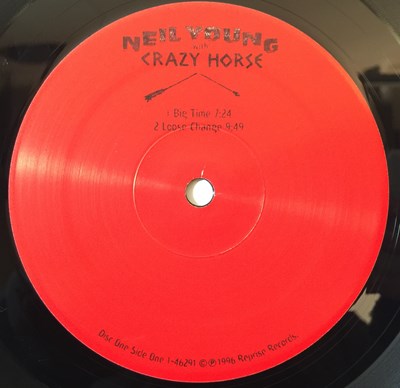 NEIL YOUNG
WITH
CRAZY HORSE
1 Big Time 7:24
2 Loose Change 9:49
Disc One Side One 1-46291 © ℗ 1996 Reprise Records.